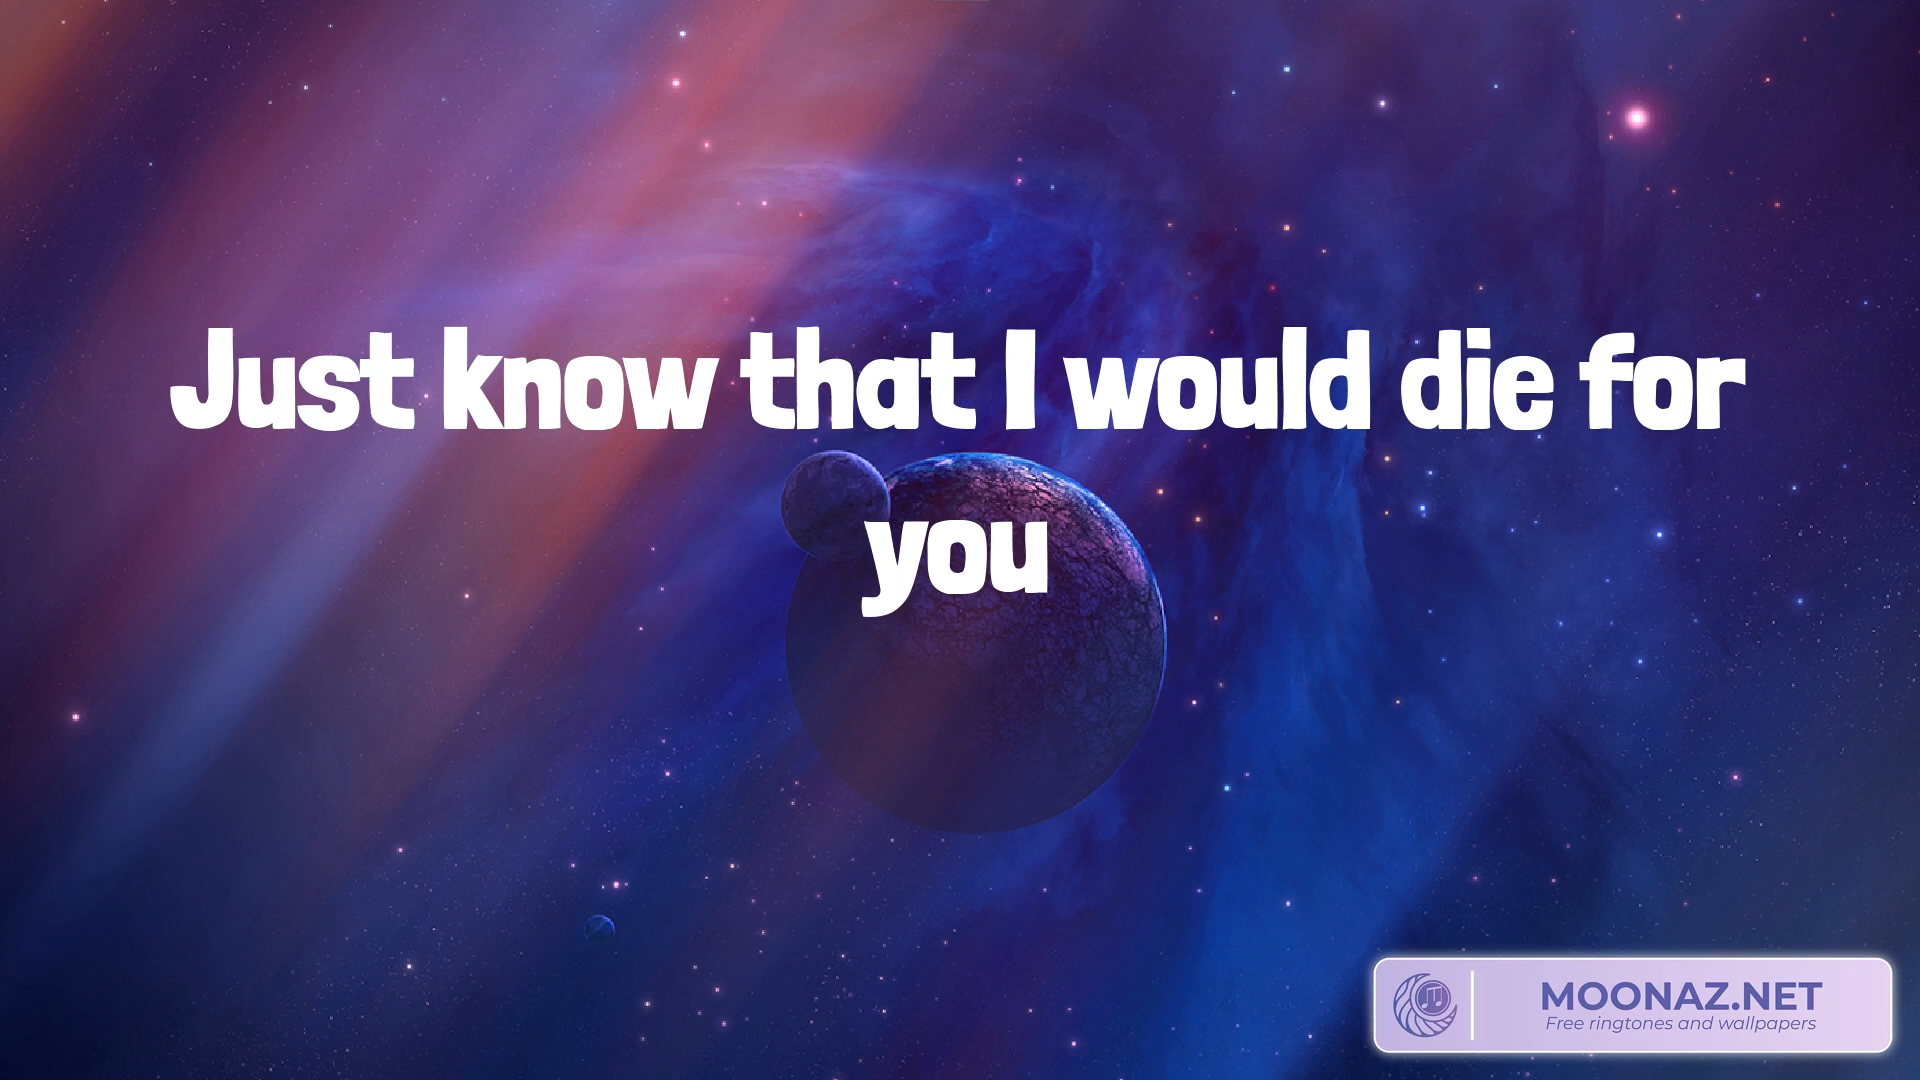 Just know that I would die for
you
MOONAZ.NET
Free ringtones and wallpapers